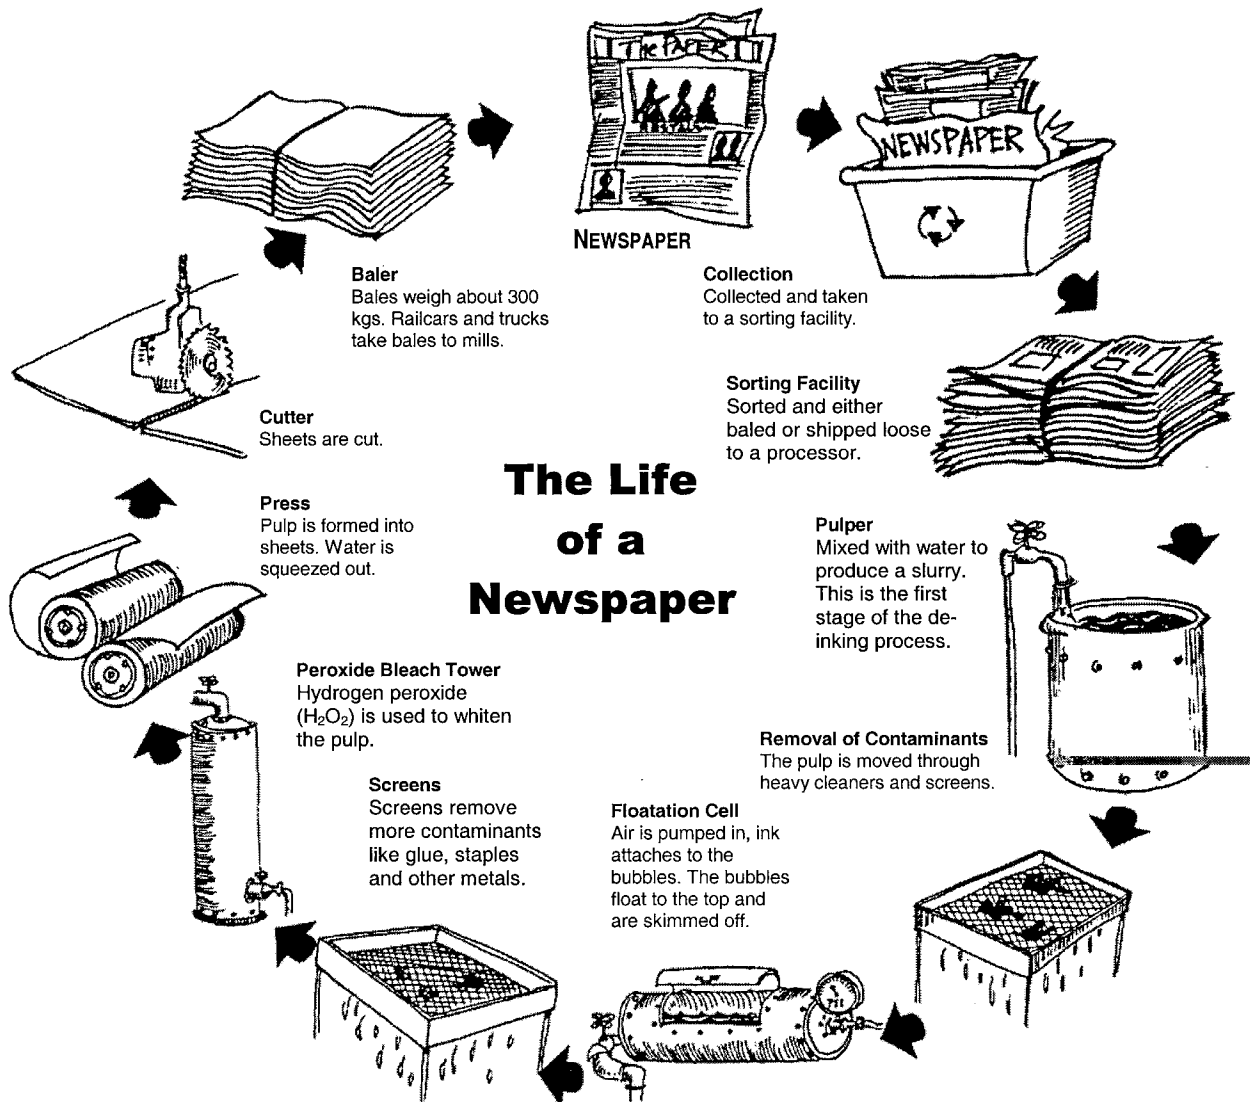 The PAPER
NEWSPAPER
NEWSPAPER
Collection
Collected and taken
to a sorting facility.
Sorting Facility
Sorted and either
baled or shipped loose
to a processor.
Pulper
Mixed with water to
produce a slurry.
This is the first
stage of the de-
inking process.
Removal of Contaminants
The pulp is moved through
heavy cleaners and screens.
Floatation Cell
Air is pumped in, ink
attaches to the
bubbles. The bubbles
float to the top and
are skimmed off.
Screens
Screens remove
more contaminants
like glue, staples
and other metals.
Peroxide Bleach Tower
Hydrogen peroxide
(H₂O₂) is used to whiten
the pulp.
Press
Pulp is formed into
sheets. Water is
squeezed out.
Cutter
Sheets are cut.
Baler
Bales weigh about 300
kgs. Railcars and trucks
take bales to mills.
The Life
of a
Newspaper